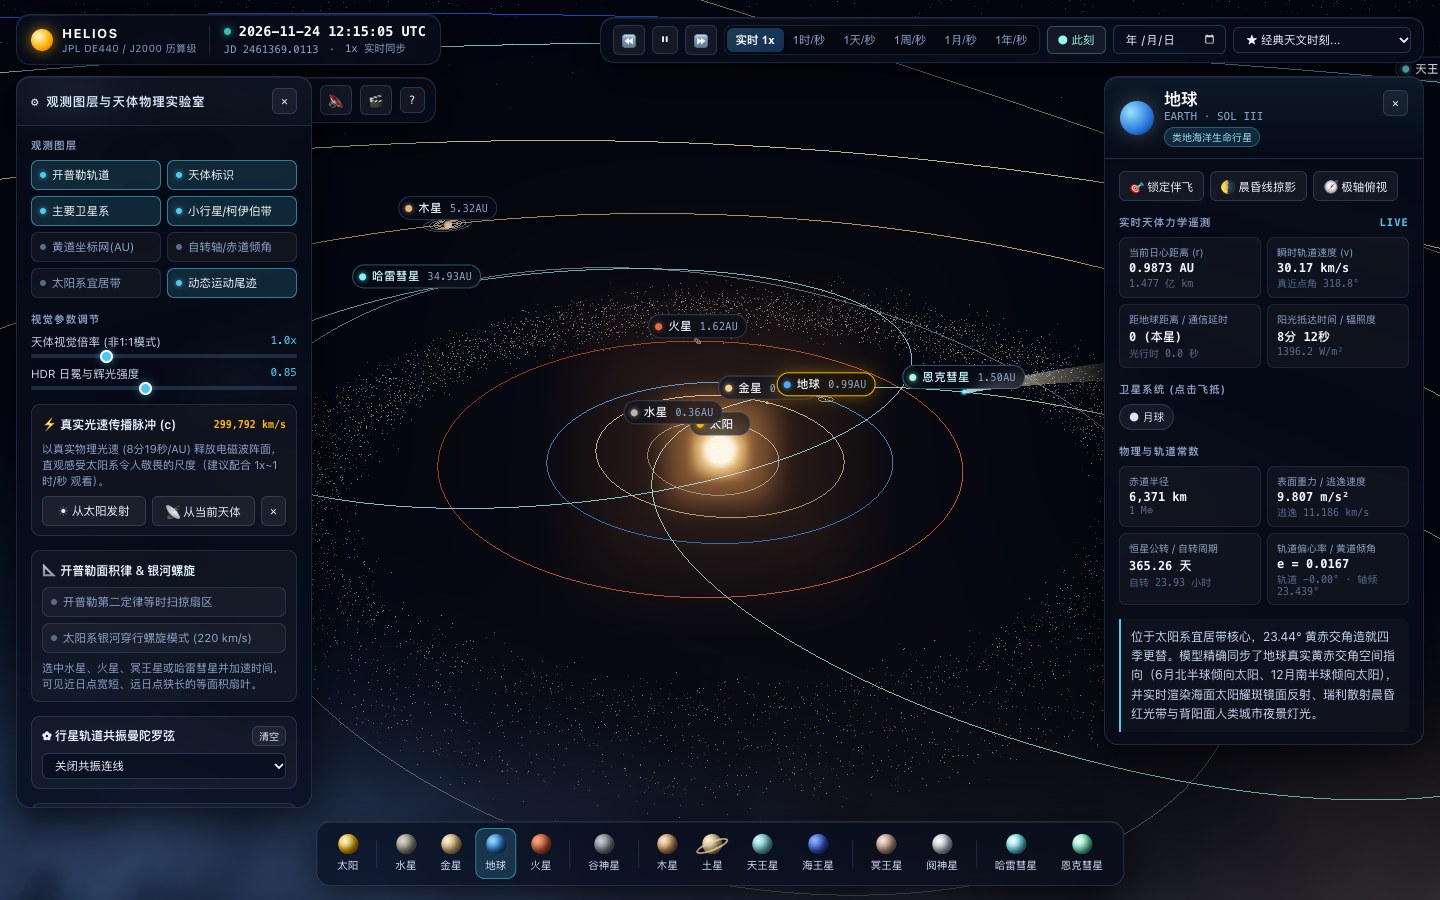 HELIOS
JPL DE440 / J2000 历算级
2026-11-24 12:15:05 UTC
JD 2461369.0113 · 1x 实时同步
实时 1x
1时/秒
1天/秒
1周/秒
1月/秒
1年/秒
此刻
年 /月/日
★ 经典天文时刻...
天王
观测图层与天体物理实验室
×
?
观测图层
开普勒轨道
天体标识
主要卫星系
小行星/柯伊伯带
黄道坐标网(AU)
自转轴/赤道倾角
太阳系宜居带
动态运动尾迹
视觉参数调节
天体视觉倍率 (非1:1模式)
1.0x
HDR 日冕与辉光强度
0.85
⚡ 真实光速传播脉冲 (c)
299,792 km/s
以真实物理光速 (8分19秒/AU) 释放电磁波阵面，
直观感受太阳系令人敬畏的尺度（建议配合 1x~1
时/秒 观看）。
☀ 从太阳发射
从当前天体
×
开普勒面积律 & 银河螺旋
开普勒第二定律等时扫掠扇区
太阳系银河穿行螺旋模式 (220 km/s)
选中水星、火星、冥王星或哈雷彗星并加速时间，
可见近日点宽短、远日点狭长的等面积扇叶。
✿ 行星轨道共振曼陀罗弦
清空
关闭共振连线
木星 5.32AU
哈雷彗星 34.93AU
火星 1.62AU
金星 0
地球 0.99AU
恩克彗星 1.50AU
水星 0.36AU
太阳
地球
EARTH · SOL III
类地海洋生命行星
×
锁定伴飞
晨昏线掠影
极轴俯视
实时天体力学遥测
LIVE
当前日心距离 (r)
0.9873 AU
1.477 亿 km
瞬时轨道速度 (v)
30.17 km/s
真近点角 318.8°
距地球距离 / 通信延时
0 (本星)
光行时 0.0 秒
阳光抵达时间 / 辐照度
8分 12秒
1396.2 W/m²
卫星系统 (点击飞抵)
月球
物理与轨道常数
赤道半径
6,371 km
1 M⊕
表面重力 / 逃逸速度
9.807 m/s²
逃逸 11.186 km/s
恒星公转 / 自转周期
365.26 天
自转 23.93 小时
轨道偏心率 / 黄道倾角
e = 0.0167
轨道 -0.00° · 轴倾
23.439°
位于太阳系宜居带核心，23.44° 黄赤交角造就四
季更替。模型精确同步了地球真实黄赤交角空间指
向（6月北半球倾向太阳、12月南半球倾向太阳），
并实时渲染海面太阳耀斑镜面反射、瑞利散射晨昏
红光带与背阳面人类城市夜景灯光。
太阳
水星
金星
地球
火星
谷神星
木星
土星
天王星
海王星
冥王星
阋神星
哈雷彗星
恩克彗星